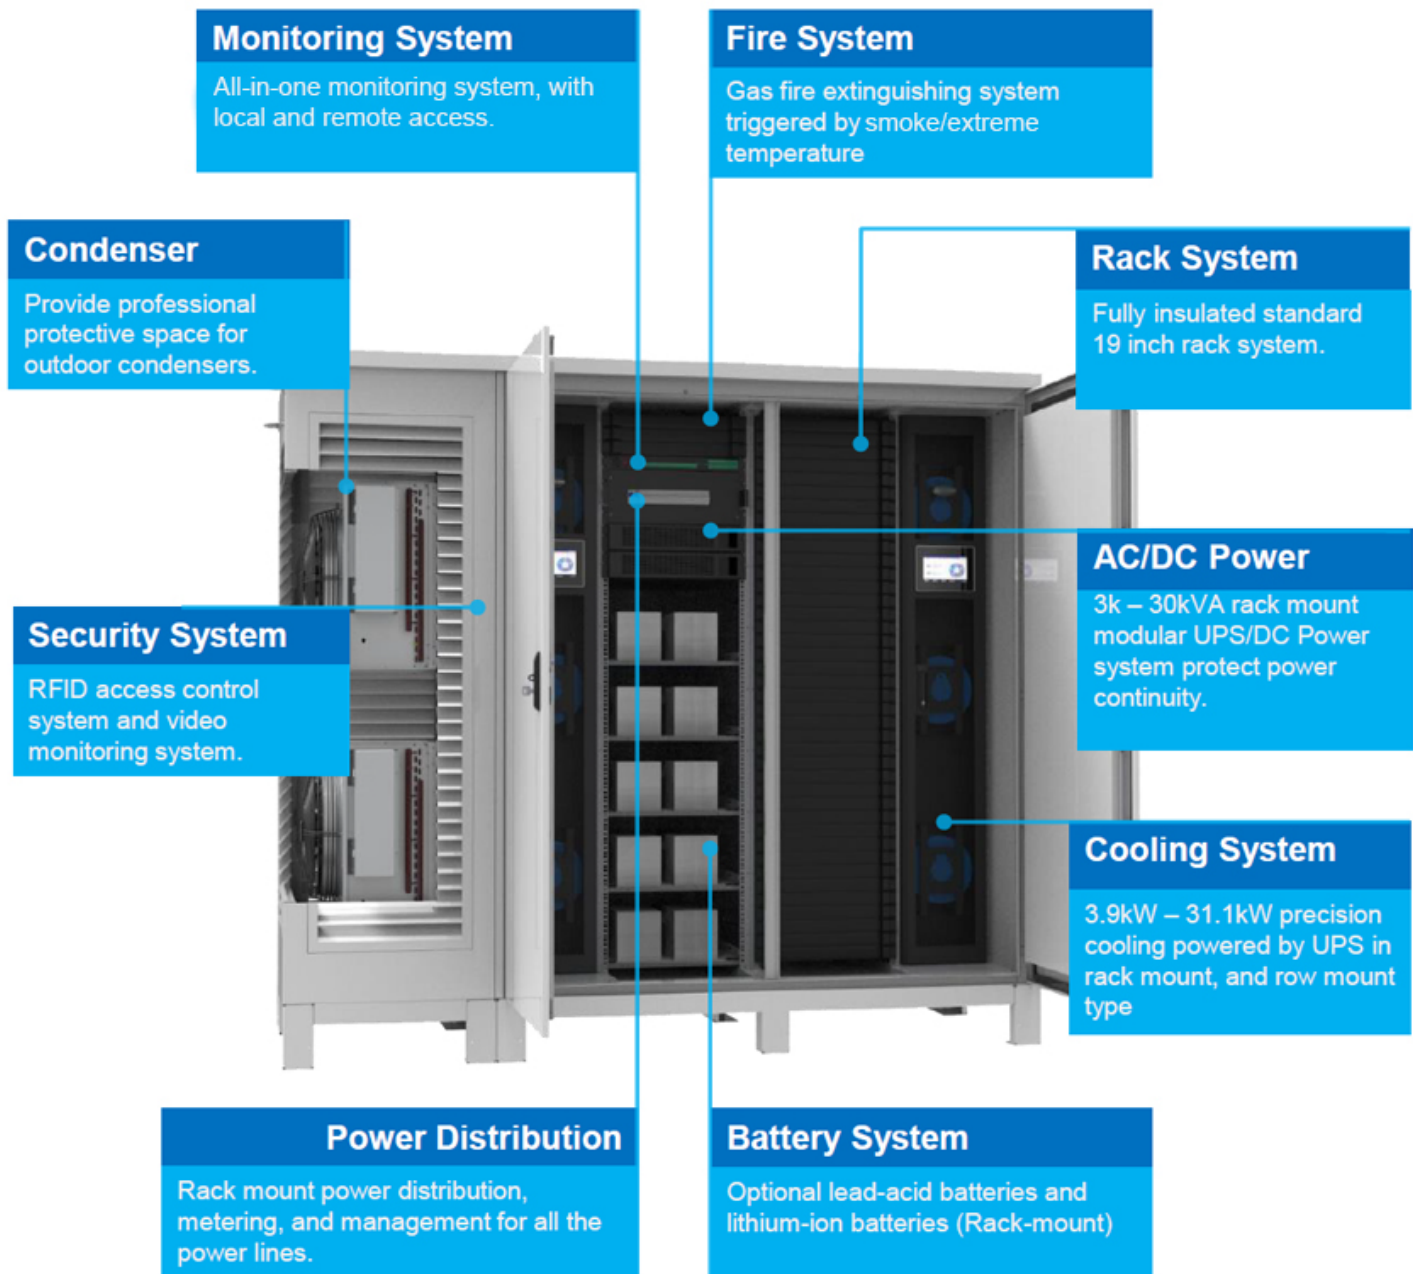 Monitoring System
All-in-one monitoring system, with
local and remote access.
Fire System
Gas fire extinguishing system
triggered by smoke/extreme
temperature
Condenser
Provide professional
protective space for
outdoor condensers.
Rack System
Fully insulated standard
19 inch rack system.
AC/DC Power
3k – 30kVA rack mount
modular UPS/DC Power
system protect power
continuity.
Security System
RFID access control
system and video
monitoring system.
Cooling System
3.9kW – 31.1kW precision
cooling powered by UPS in
rack mount, and row mount
type
Power Distribution
Rack mount power distribution,
metering, and management for all the
power lines.
Battery System
Optional lead-acid batteries and
lithium-ion batteries (Rack-mount)